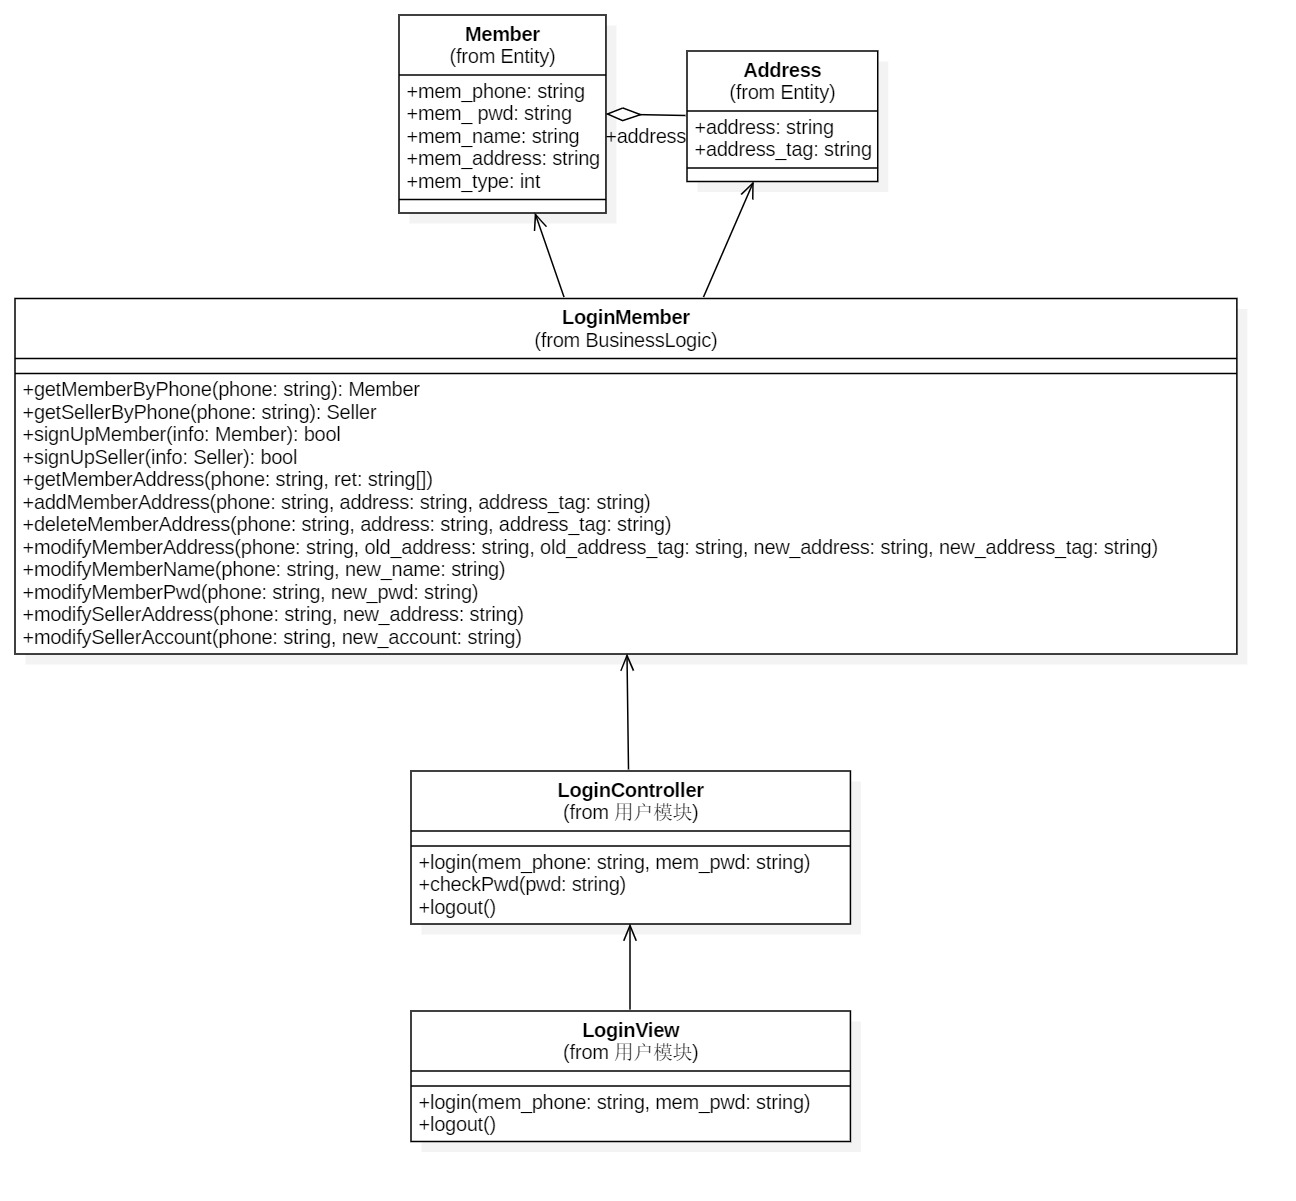 Member
(from Entity)
+mem_phone: string
+mem_ pwd: string
+mem_name: string
+mem_address: string
+mem_type: int
+address
Address
(from Entity)
+address: string
+address_tag: string
LoginMember
(from BusinessLogic)
+getMemberByPhone(phone: string): Member
+getSellerByPhone(phone: string): Seller
+signUpMember(info: Member): bool
+signUpSeller(info: Seller): bool
+getMemberAddress(phone: string, ret: string[])
+addMemberAddress(phone: string, address: string, address_tag: string)
+deleteMemberAddress(phone: string, address: string, address_tag: string)
+modifyMemberAddress(phone: string, old_address: string, old_address_tag: string, new_address: string, new_address_tag: string)
+modifyMemberName(phone: string, new_name: string)
+modifyMemberPwd(phone: string, new_pwd: string)
+modifySellerAddress(phone: string, new_address: string)
+modifySellerAccount(phone: string, new_account: string)
LoginController
(from 用户模块)
+login(mem_phone: string, mem_pwd: string)
+checkPwd(pwd: string)
+logout()
LoginView
(from 用户模块)
+login(mem_phone: string, mem_pwd: string)
+logout()